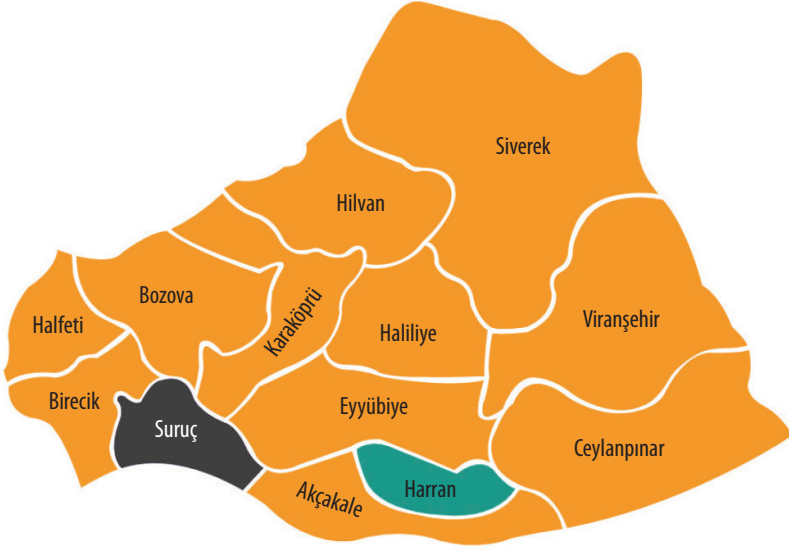 Siverek
Hilvan
Bozova
Halfeti
Karaköprü
Haliliye
Viranşehir
Birecik
Suruç
Eyyübiye
Ceylanpınar
Akçakale
Harran